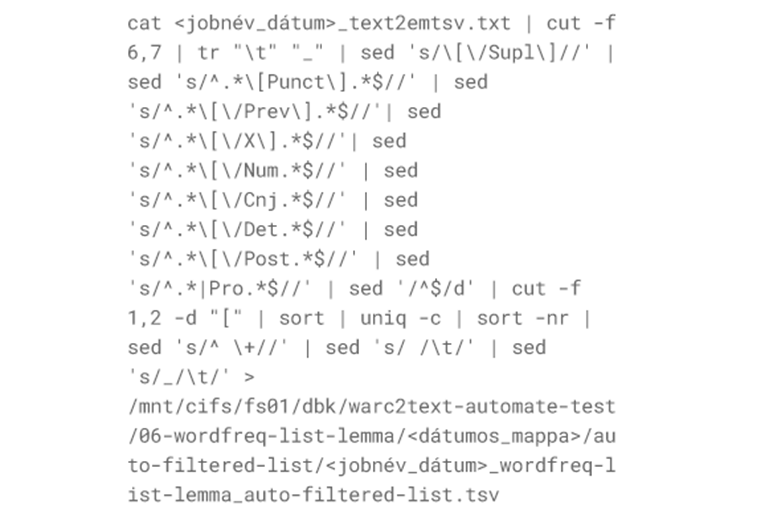 cat <jobnév_dátum>_text2emtsv.txt | cut -f
6,7 | tr "\t" "_" | sed 's/\[\/Supl\]//' |
sed 's/^.*\[Punct\].*$//' | sed
's/^.*\[\/Prev\].*$//'| sed
's/^.*\[\/X\].*$//'| sed
's/^.*\[\/Num.*$//' | sed
's/^.*\[\/Cnj.*$//' | sed
's/^.*\[\/Det.*$//' | sed
's/^.*\[\/Post.*$//' | sed
's/^.*|Pro.*$//' | sed '/^$/d' | cut -f
1,2 -d "[" | sort | uniq -c | sort -nr |
sed 's/^ \+//' | sed 's/ /\t/' | sed
's/_/\t/' >
/mnt/cifs/fs01/dbk/warc2text-automate-test
/06-wordfreq-list-lemma/<dátumos_mappa>/au
to-filtered-list/<jobnév_dátum>_wordfreq-l
ist-lemma_auto-filtered-list.tsv